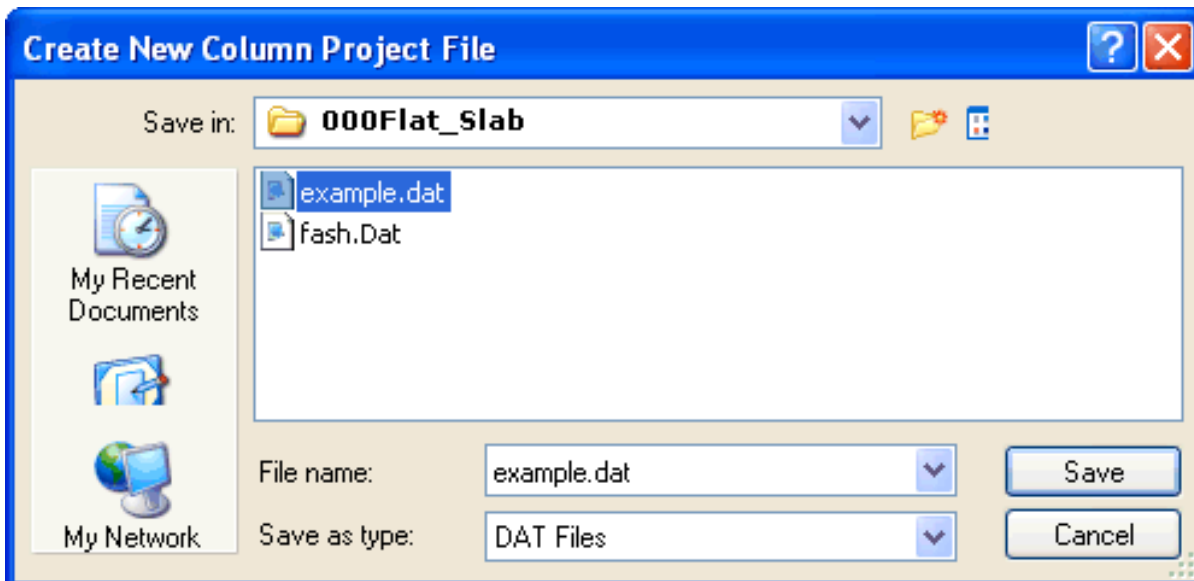 Create New Column Project File
Save in: 000Flat_Slab
example.dat
fash.Dat
My Recent
Documents
My Network
File name: example.dat Save
Save as type: DAT Files Cancel